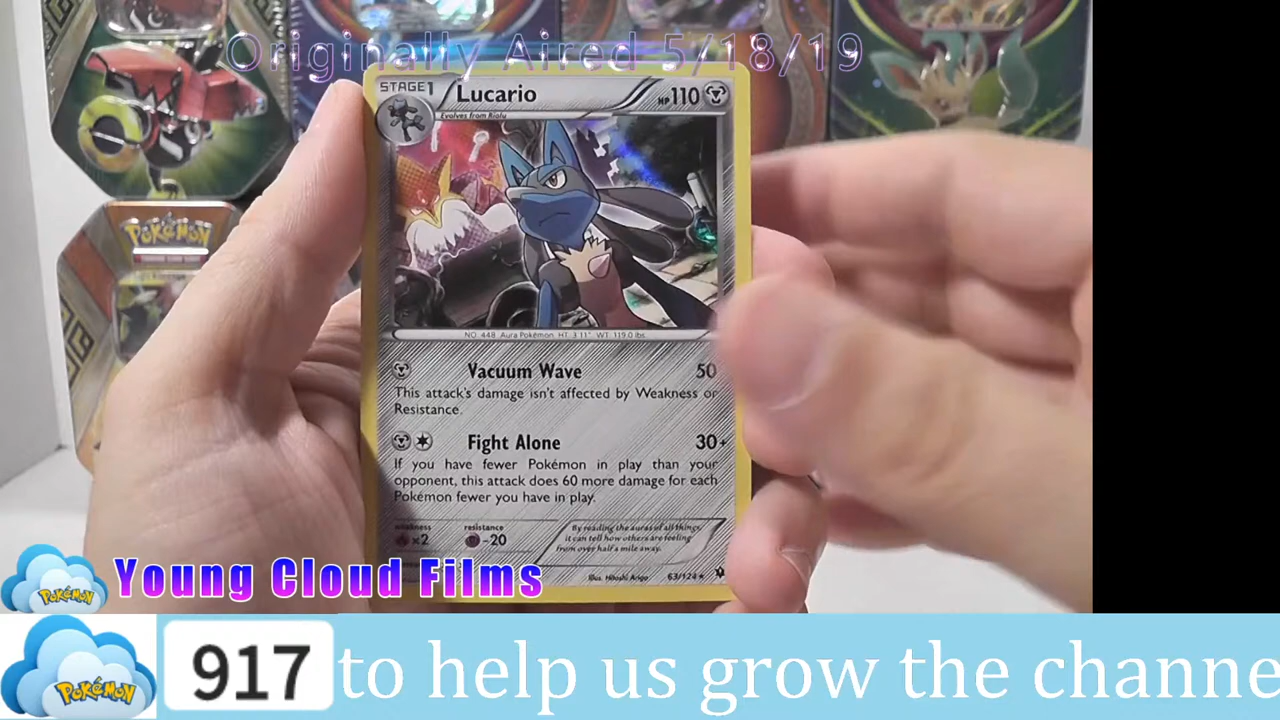 Originally Aired 5/18/19
STAGE1 Lucario HP110
Evolves from Riolu
POKéMON
NO. 448 Aura Pokémon HT: 3'11" WT: 119.0 lbs.
Vacuum Wave 50
This attack's damage isn't affected by Weakness or
Resistance.
Fight Alone 30+
If you have fewer Pokémon in play than your
opponent, this attack does 60 more damage for each
Pokémon fewer you have in play.
weakness resistance
×2 -20
By reading the auras of all things,
it can tell how others are feeling
from over half a mile away.
Illus. Hitoshi Ariga 63/124★
POKéMON Young Cloud Films
POKéMON 917 to help us grow the channe